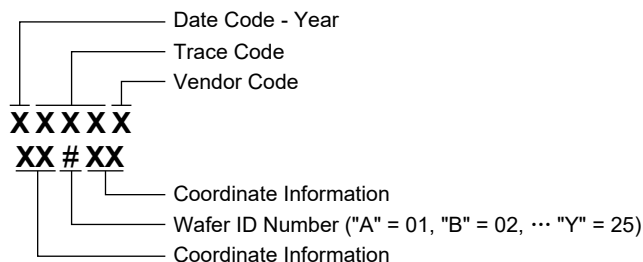 Date Code - Year
Trace Code
Vendor Code
XXXXX
XX # XX
Coordinate Information
Wafer ID Number ("A" = 01, "B" = 02, ··· "Y" = 25)
Coordinate Information